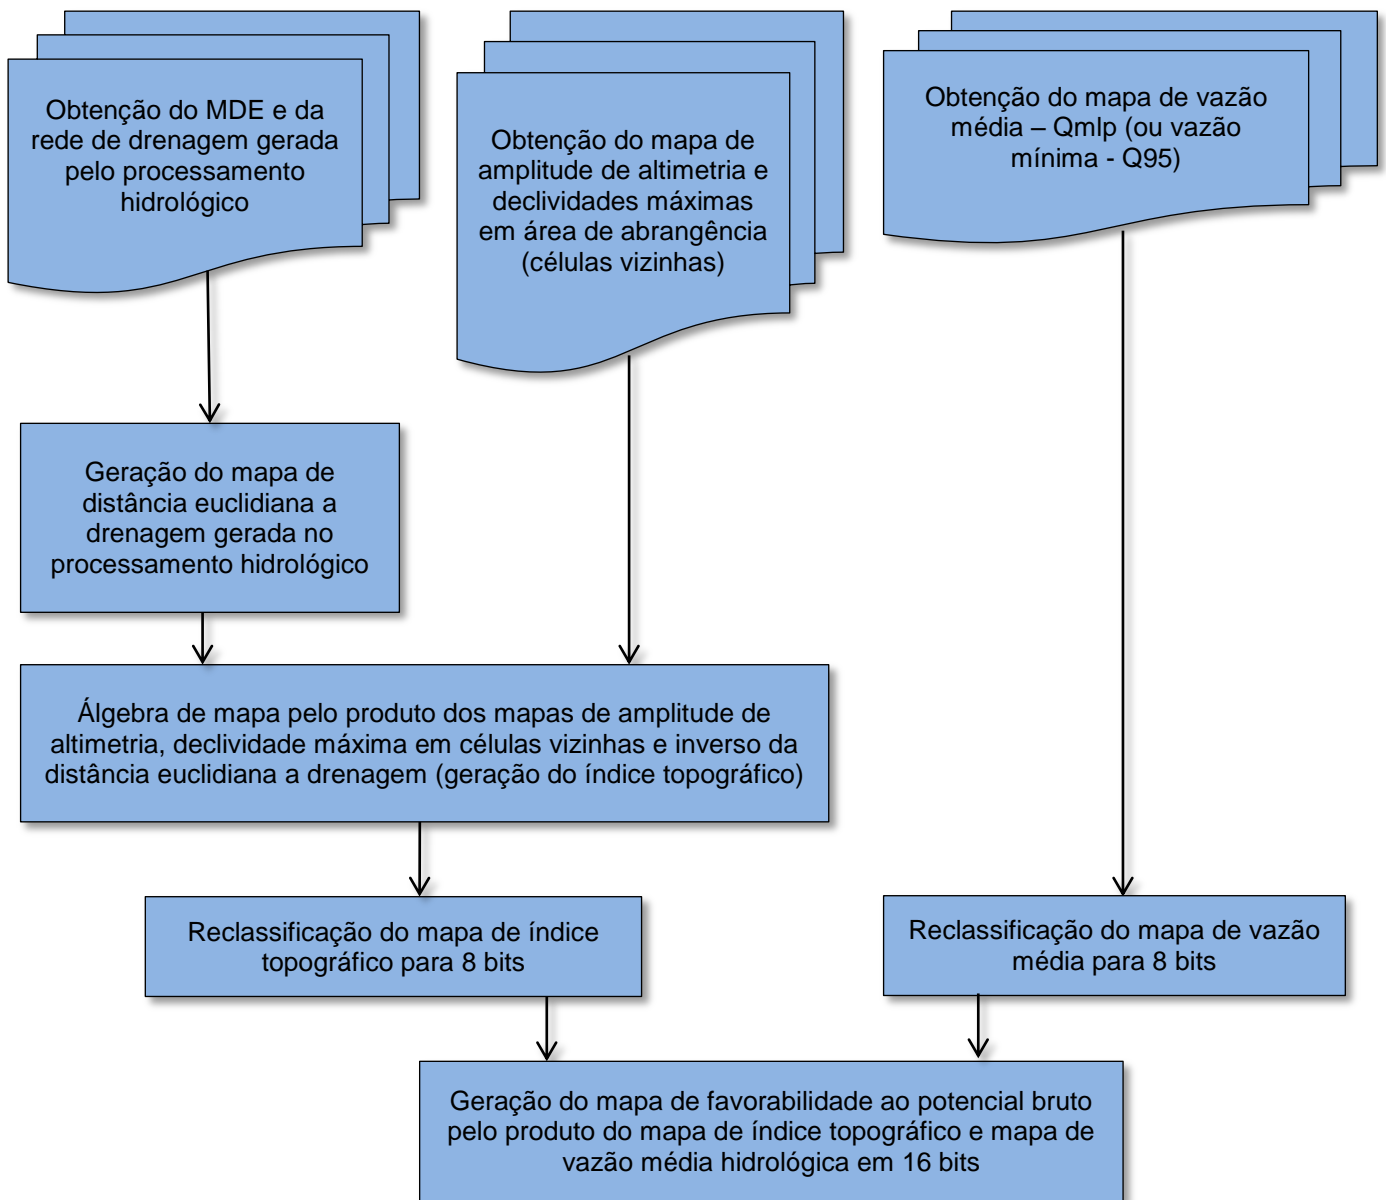 Obtenção do MDE e da
rede de drenagem gerada
pelo processamento
hidrológico
Obtenção do mapa de
amplitude de altimetria e
declividades máximas
em área de abrangência
(células vizinhas)
Obtenção do mapa de vazão
média – Qmlp (ou vazão
mínima - Q95)
Geração do mapa de
distância euclidiana a
drenagem gerada no
processamento hidrológico
Álgebra de mapa pelo produto dos mapas de amplitude de
altimetria, declividade máxima em células vizinhas e inverso da
distância euclidiana a drenagem (geração do índice topográfico)
Reclassificação do mapa de índice
topográfico para 8 bits
Reclassificação do mapa de vazão
média para 8 bits
Geração do mapa de favorabilidade ao potencial bruto
pelo produto do mapa de índice topográfico e mapa de
vazão média hidrológica em 16 bits